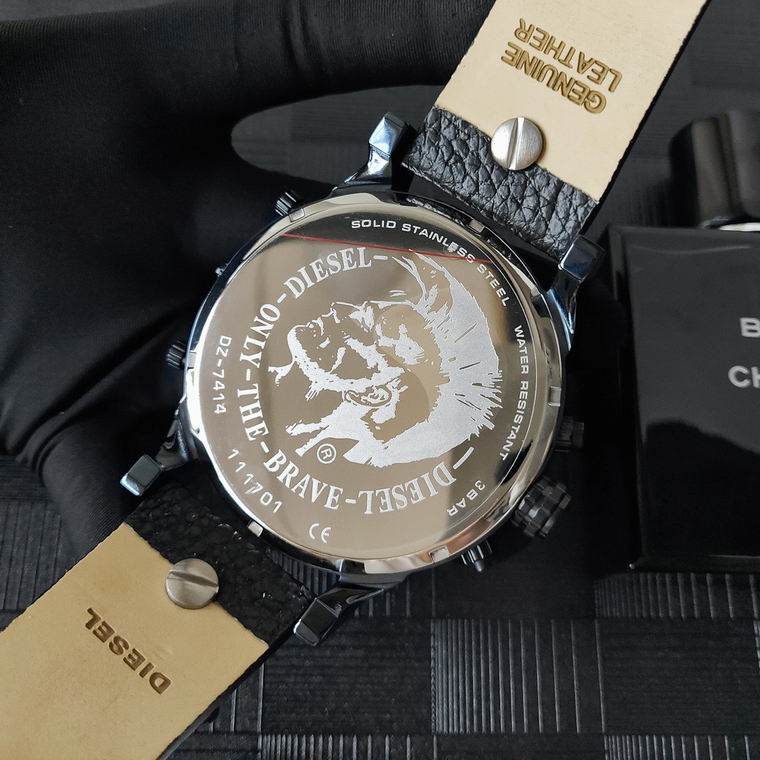 GENUINE
LEATHER
SOLID STAINLESS STEEL
WATER RESISTANT
3BAR
DIESEL-ONLY-THE-BRAVE-DIESEL-
®
DZ-7414
111701
CE
DIESEL
B
CH